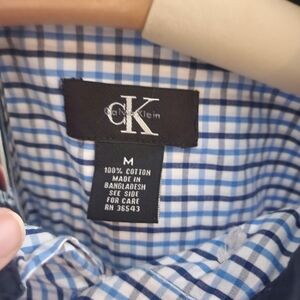 CK
Calvin Klein
M
100% COTTON
MADE IN
BANGLADESH
SEE SIDE
FOR CARE
RN 36543